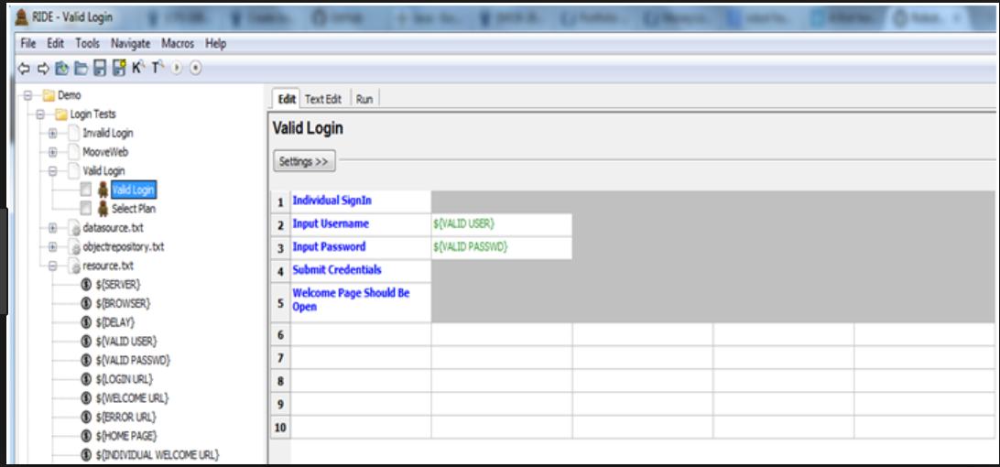 RIDE - Valid Login
File Edit Tools Navigate Macros Help
Demo
Login Tests
Invalid Login
MooveWeb
Valid Login
Valid Login
Select Plan
datasource.txt
objectrepository.txt
resource.txt
${SERVER}
${BROWSER}
${DELAY}
${VALID USER}
${VALID PASSWD}
${LOGIN URL}
${WELCOME URL}
${ERROR URL}
${HOME PAGE}
${INDIVIDUAL WELCOME URL}
Edit Text Edit Run
Valid Login
Settings >>
1 Individual SignIn
2 Input Username ${VALID USER}
3 Input Password ${VALID PASSWD}
4 Submit Credentials
5 Welcome Page Should Be
Open
6
7
8
9
10